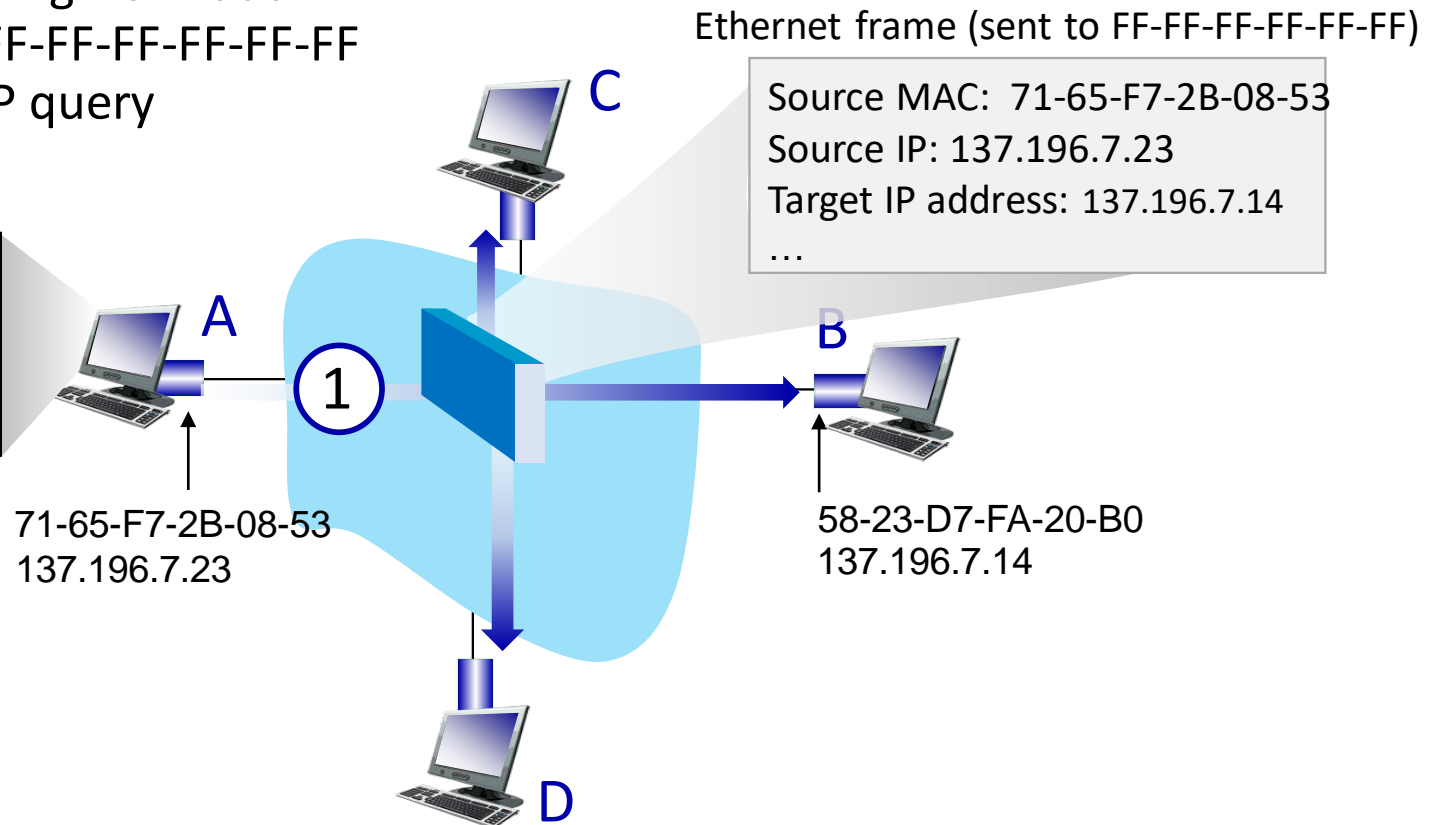 FF-FF-FF-FF-FF-FF
P query
Ethernet frame (sent to FF-FF-FF-FF-FF-FF)
Source MAC: 71-65-F7-2B-08-53
Source IP: 137.196.7.23
Target IP address: 137.196.7.14
…
C
A
B
1
71-65-F7-2B-08-53
137.196.7.23
58-23-D7-FA-20-B0
137.196.7.14
D